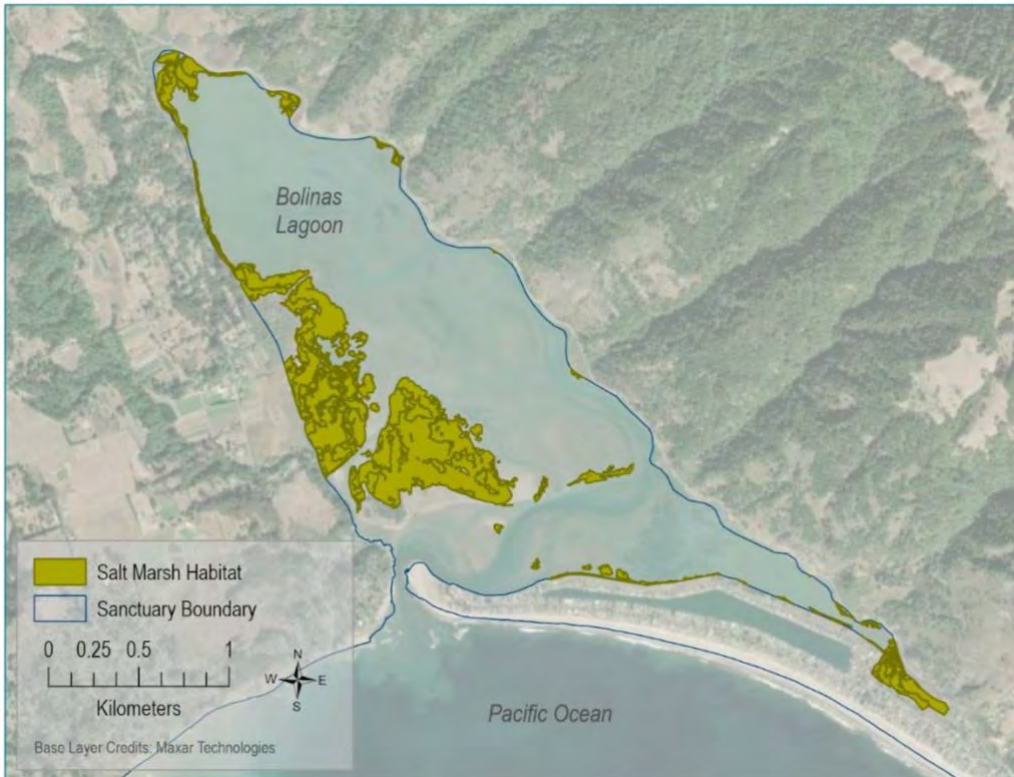 Bolinas
Lagoon
Salt Marsh Habitat
Sanctuary Boundary
0 0.25 0.5 1
Kilometers
N
W E
S
Base Layer Credits: Maxar Technologies
Pacific Ocean